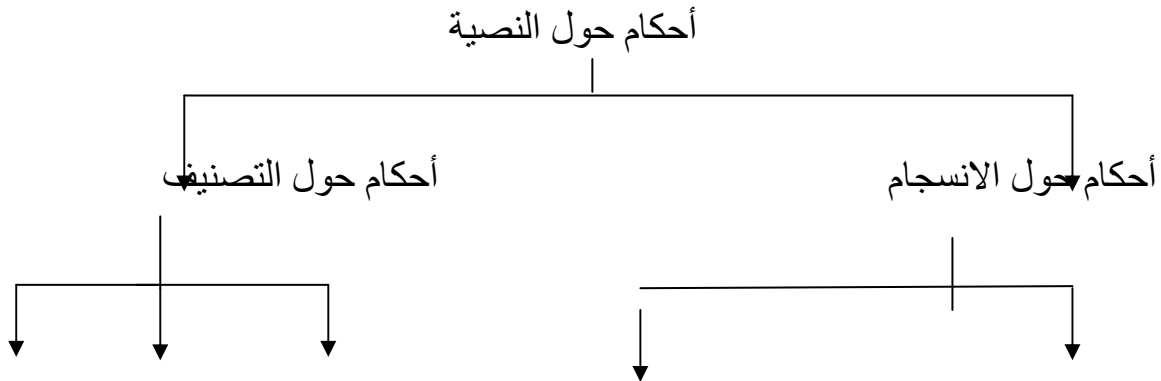 أحكام حول النصية
أحكام حول الانسجام
أحكام حول التصنيف